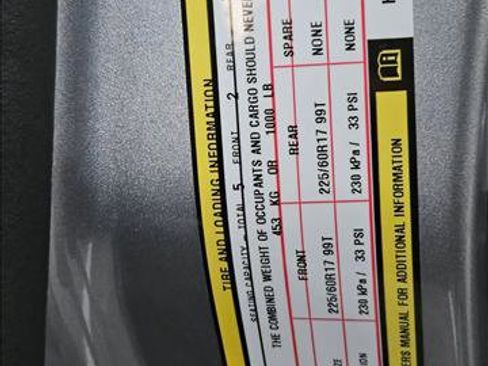 TIRE AND LOADING INFORMATION
SEATING CAPACITY – TOTAL 5 FRONT 2 REAR
THE COMBINED WEIGHT OF OCCUPANTS AND CARGO SHOULD NEVE
453 KG OR 1000 LB
FRONT REAR SPARE
225/60R17 99T 225/60R17 99T NONE
230 kPa / 33 PSI 230 kPa / 33 PSI NONE
ERS MANUAL FOR ADDITIONAL INFORMATION